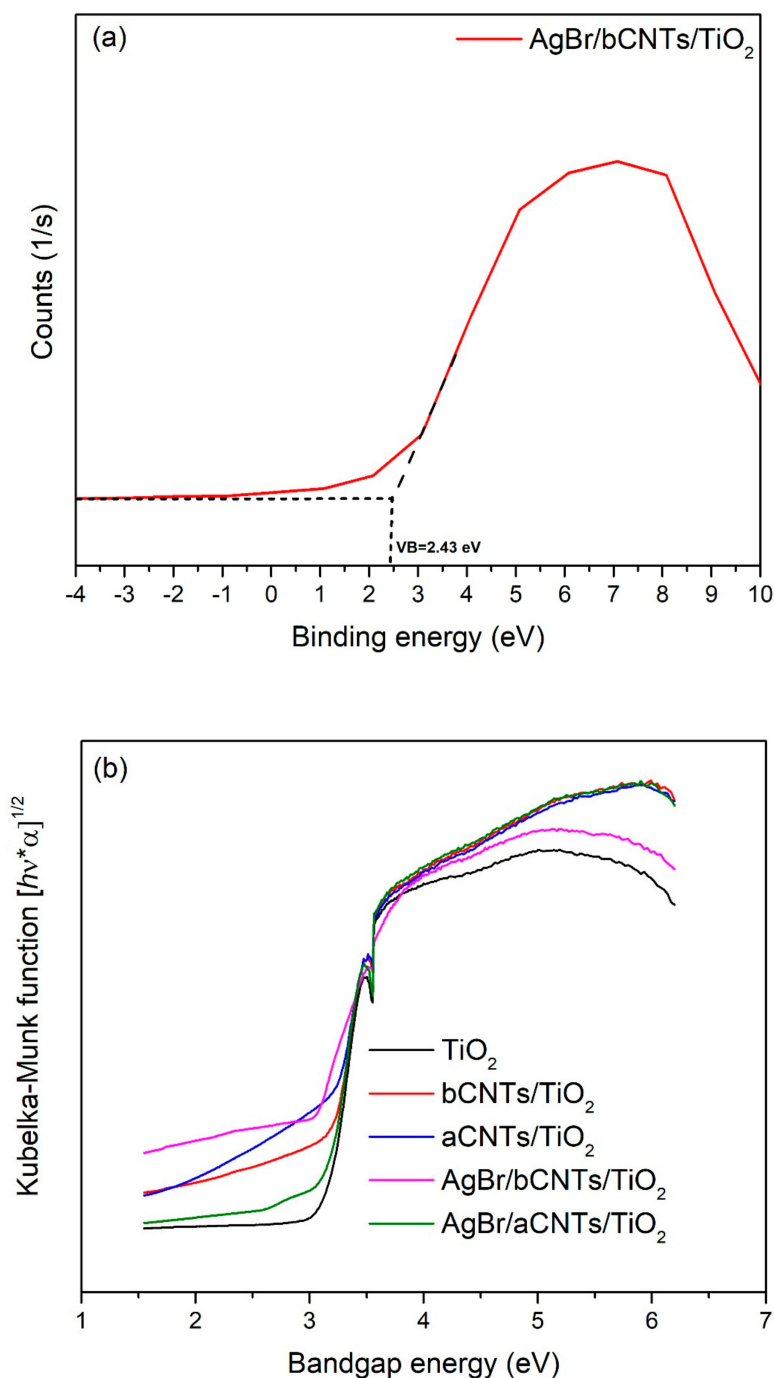 (a)
AgBr/bCNTs/TiO₂
Counts (1/s)
VB=2.43 eV
-4 -3 -2 -1 0 1 2 3 4 5 6 7 8 9 10
Binding energy (eV)
(b)
Kubelka-Munk function [hν*α]^1/2
TiO₂
bCNTs/TiO₂
aCNTs/TiO₂
AgBr/bCNTs/TiO₂
AgBr/aCNTs/TiO₂
1 2 3 4 5 6 7
Bandgap energy (eV)